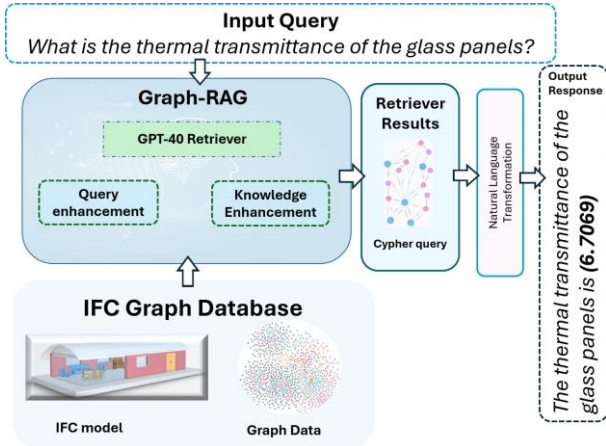 Input Query
What is the thermal transmittance of the glass panels?
Graph-RAG
GPT-40 Retriever
Query
enhancement
Knowledge
Enhancement
Retriever
Results
Cypher query
Natural Language
Transformation
Output
Response
The thermal transmittance of the
glass panels is (6.7069)
IFC Graph Database
IFC model
Graph Data